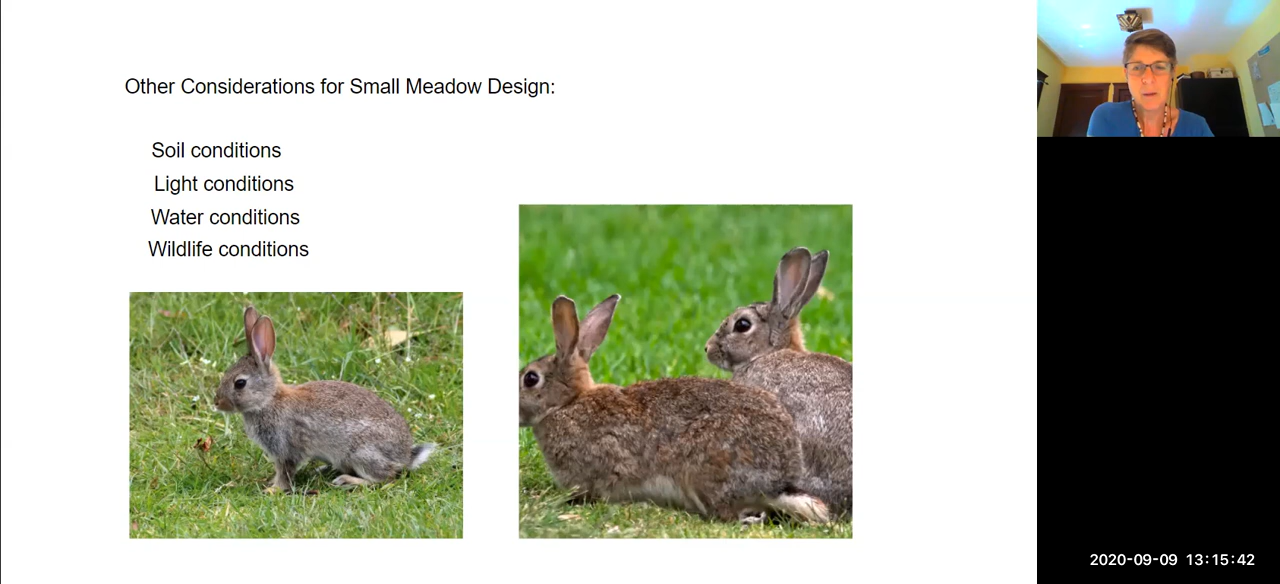 Other Considerations for Small Meadow Design:
Soil conditions
Light conditions
Water conditions
Wildlife conditions
2020-09-09 13:15:42